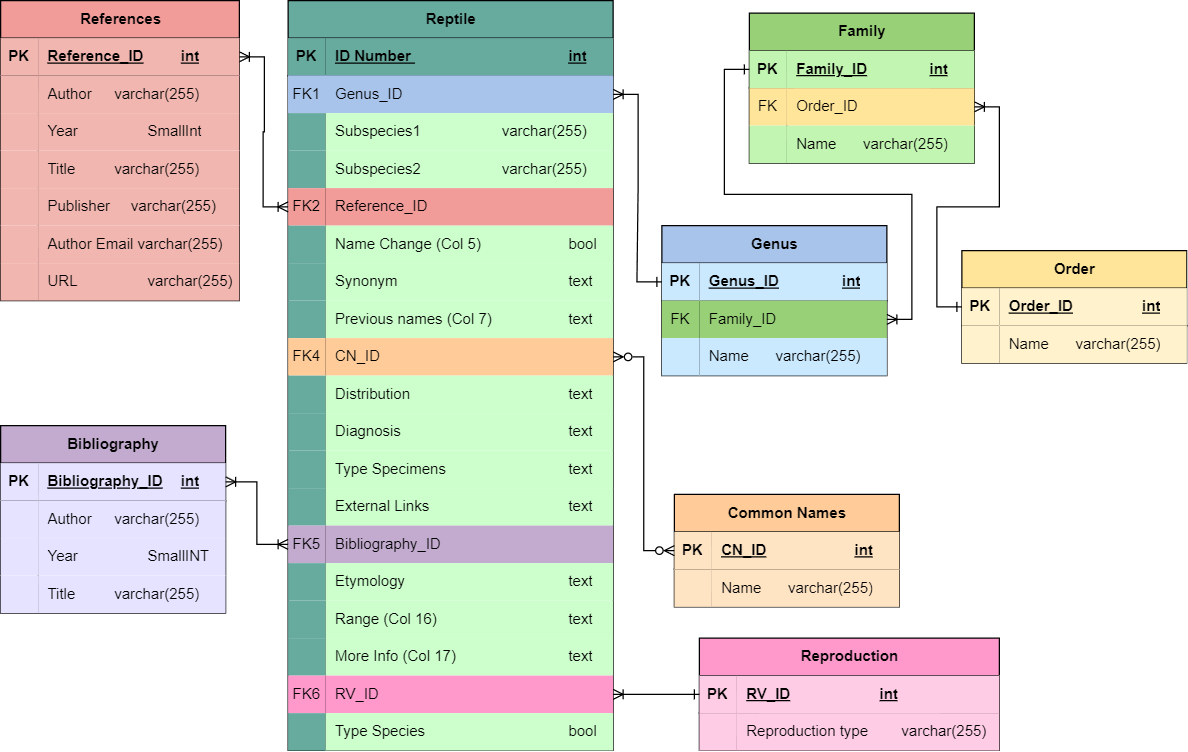 References
PK Reference_ID int
Author varchar(255)
Year SmallInt
Title varchar(255)
Publisher varchar(255)
Author Email varchar(255)
URL varchar(255)
Bibliography
PK Bibliography_ID int
Author varchar(255)
Year SmallINT
Title varchar(255)
Reptile
PK ID Number int
FK1 Genus_ID
Subspecies1 varchar(255)
Subspecies2 varchar(255)
FK2 Reference_ID
Name Change (Col 5) bool
Synonym text
Previous names (Col 7) text
FK4 CN_ID
Distribution text
Diagnosis text
Type Specimens text
External Links text
FK5 Bibliography_ID
Etymology text
Range (Col 16) text
More Info (Col 17) text
FK6 RV_ID
Type Species bool
Family
PK Family_ID int
FK Order_ID
Name varchar(255)
Genus
PK Genus_ID int
FK Family_ID
Name varchar(255)
Order
PK Order_ID int
Name varchar(255)
Common Names
PK CN_ID int
Name varchar(255)
Reproduction
PK RV_ID int
Reproduction type varchar(255)